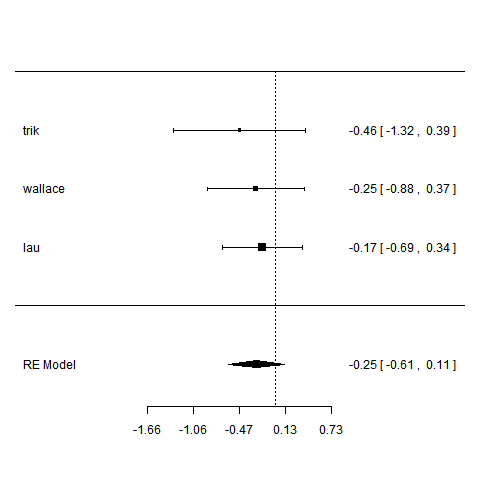 trik -0.46 [ -1.32 , 0.39 ]
wallace -0.25 [ -0.88 , 0.37 ]
lau -0.17 [ -0.69 , 0.34 ]
RE Model -0.25 [ -0.61 , 0.11 ]
-1.66 -1.06 -0.47 0.13 0.73